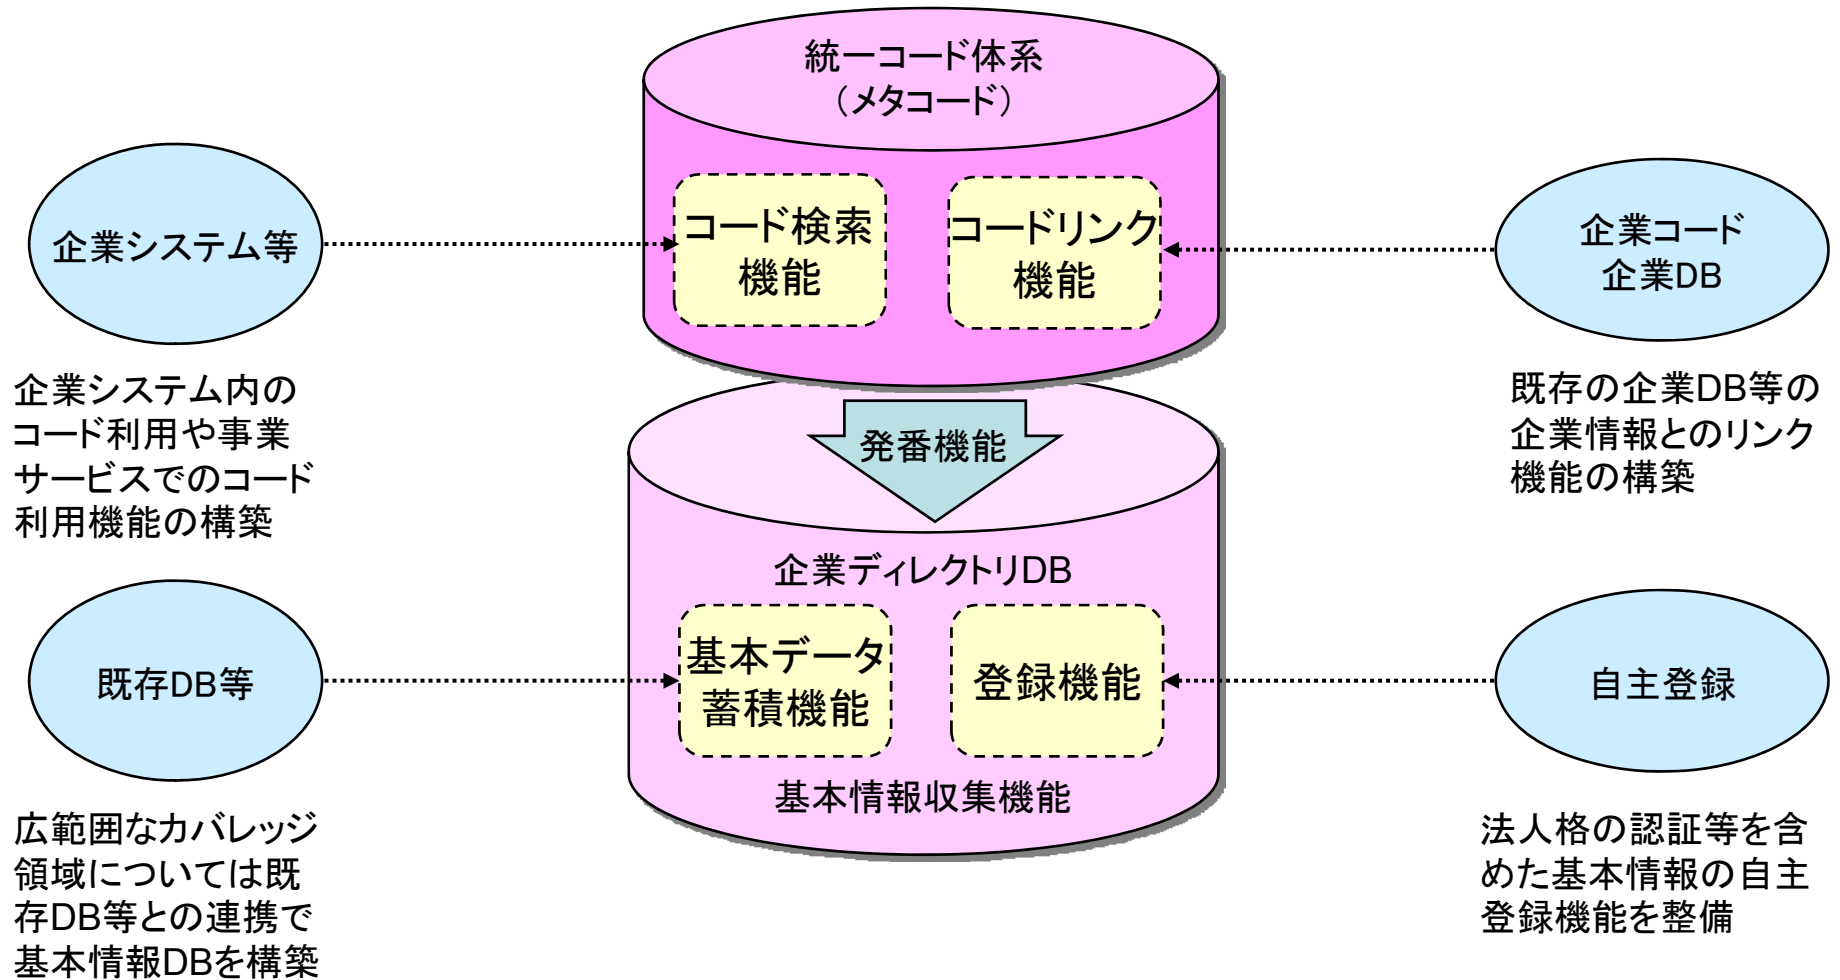 統一コード体系
（メタコード）
企業システム等
コード検索
機能
コードリンク
機能
企業コード
企業DB
企業システム内の
コード利用や事業
サービスでのコード
利用機能の構築
発番機能
既存の企業DB等の
企業情報とのリンク
機能の構築
企業ディレクトリDB
既存DB等
基本データ
蓄積機能
登録機能
自主登録
基本情報収集機能
広範囲なカバレッジ
領域については既
存DB等との連携で
基本情報DBを構築
法人格の認証等を含
めた基本情報の自主
登録機能を整備